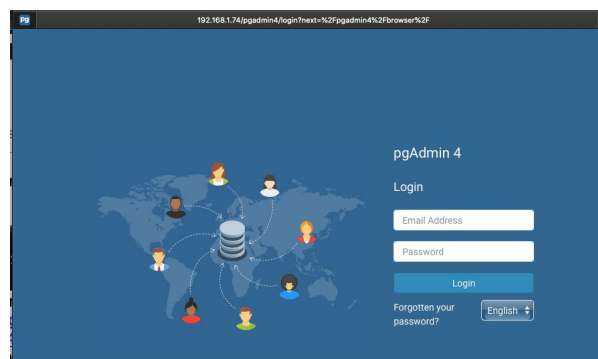 Pg
192.168.1.74/pgadmin4/login?next=%2Fpgadmin4%2Fbrowser%2F
pgAdmin 4
Login
Email Address
Password
Login
Forgotten your
password?
English